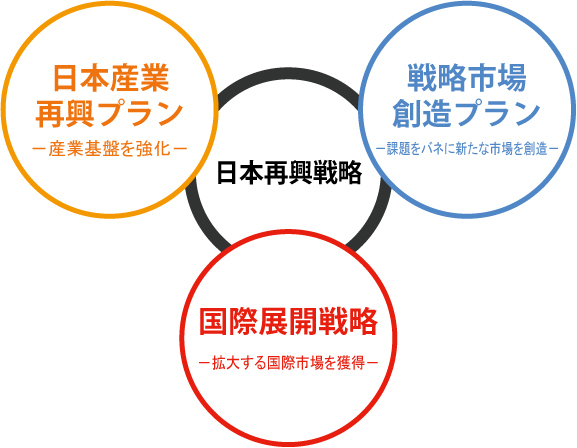 日本産業
再興プラン
－産業基盤を強化－
戦略市場
創造プラン
－課題をバネに新たな市場を創造－
日本再興戦略
国際展開戦略
－拡大する国際市場を獲得－